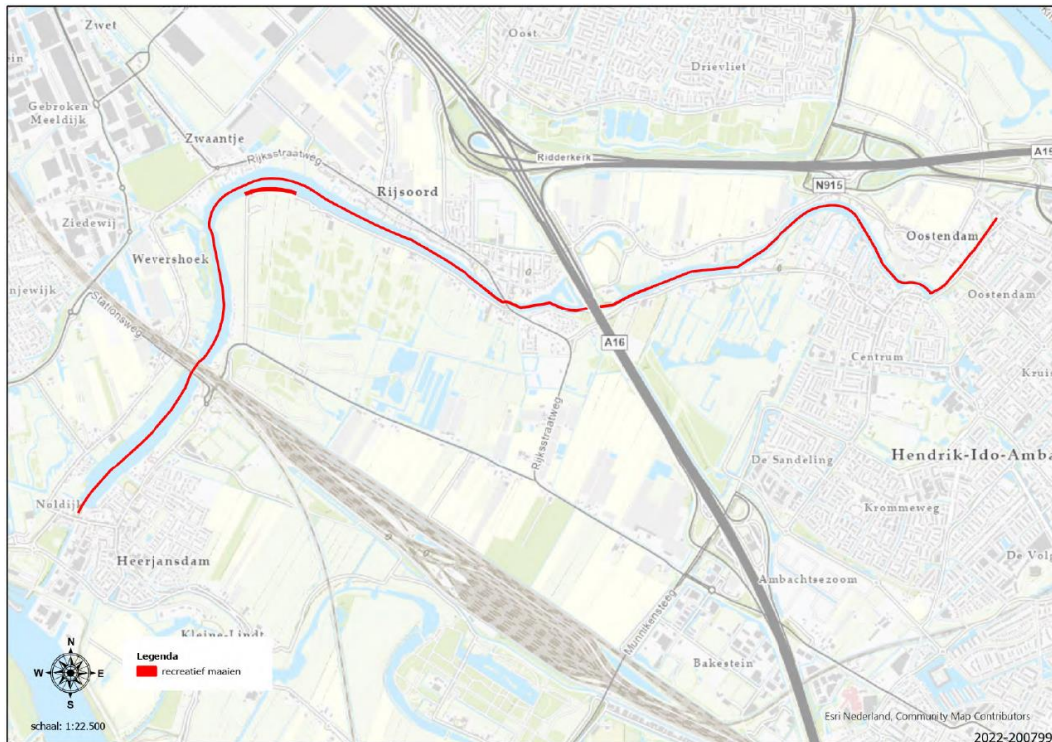 Zwet
Oost
Drievliet
Gebroken
Meeldijk
Zwaantje
Rijksstraatweg
Ridderkerk
A15
N915
Rijsoord
Ziedewij
Oostendam
Wevershoek
Stationsweg
Oostendam
A16
Centrum
Rijksstraatweg
De Sandeling
Hendrik-Ido-Amba
Noldijk
Krommeweg
Heerjansdam
De Volg
Ambachtsezoom
Munnikensteeg
Kleine-Lindt
Bakestein
N
W
E
S
Legenda
recreatief maaien
schaal: 1:22.500
Esri Nederland, Community Map Contributors
2022-200799